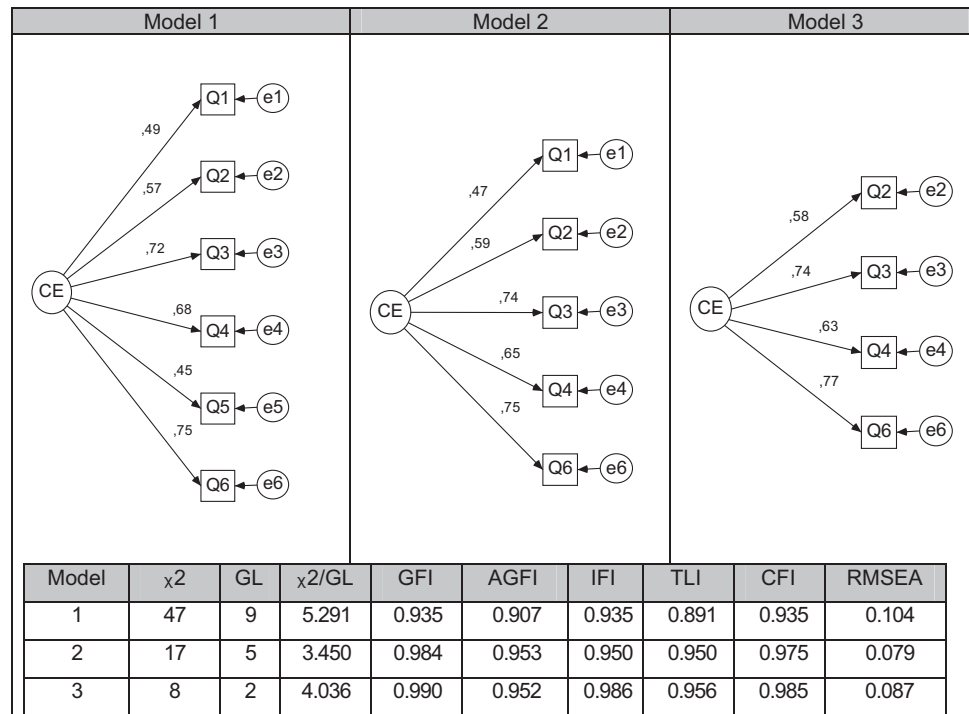 Model 1 Model 2 Model 3
Q1 e1
,49
Q2 e2
,57
Q3 e3
,72
CE
,68
Q4 e4
,45
Q5 e5
,75
Q6 e6
Q1 e1
,47
Q2 e2
,59
,74
CE Q3 e3
,65
Q4 e4
,75
Q6 e6
Q2 e2
,58
Q3 e3
,74
CE
,63
Q4 e4
,77
Q6 e6
Model χ2 GL χ2/GL GFI AGFI IFI TLI CFI RMSEA
1 47 9 5.291 0.935 0.907 0.935 0.891 0.935 0.104
2 17 5 3.450 0.984 0.953 0.950 0.950 0.975 0.079
3 8 2 4.036 0.990 0.952 0.986 0.956 0.985 0.087